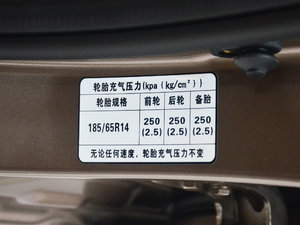 轮胎充气压力(kpa{kg/cm²})
轮胎规格 前轮 后轮 备胎
185/65R14 250 250 250
(2.5) (2.5) (2.5)
无论任何速度，轮胎充气压力不变